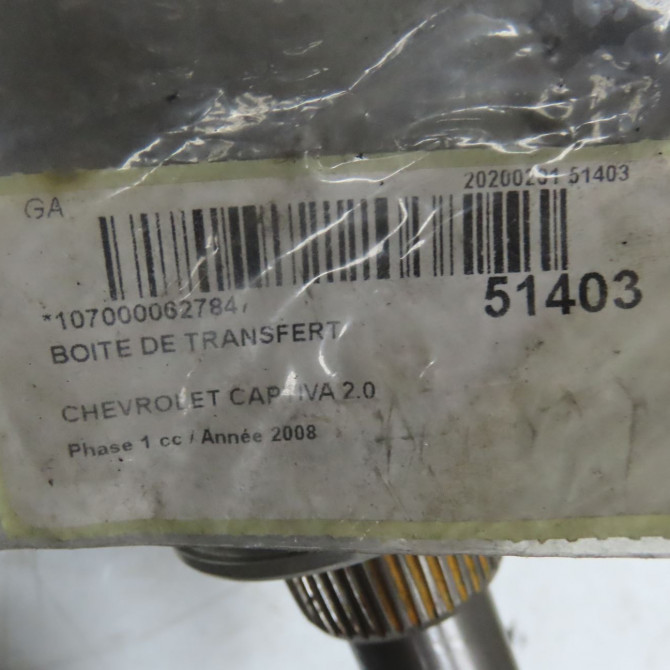 GA
20200201 51403
*107000062784
51403
BOITE DE TRANSFERT
CHEVROLET CAPTIVA 2.0
Phase 1 cc / Année 2008